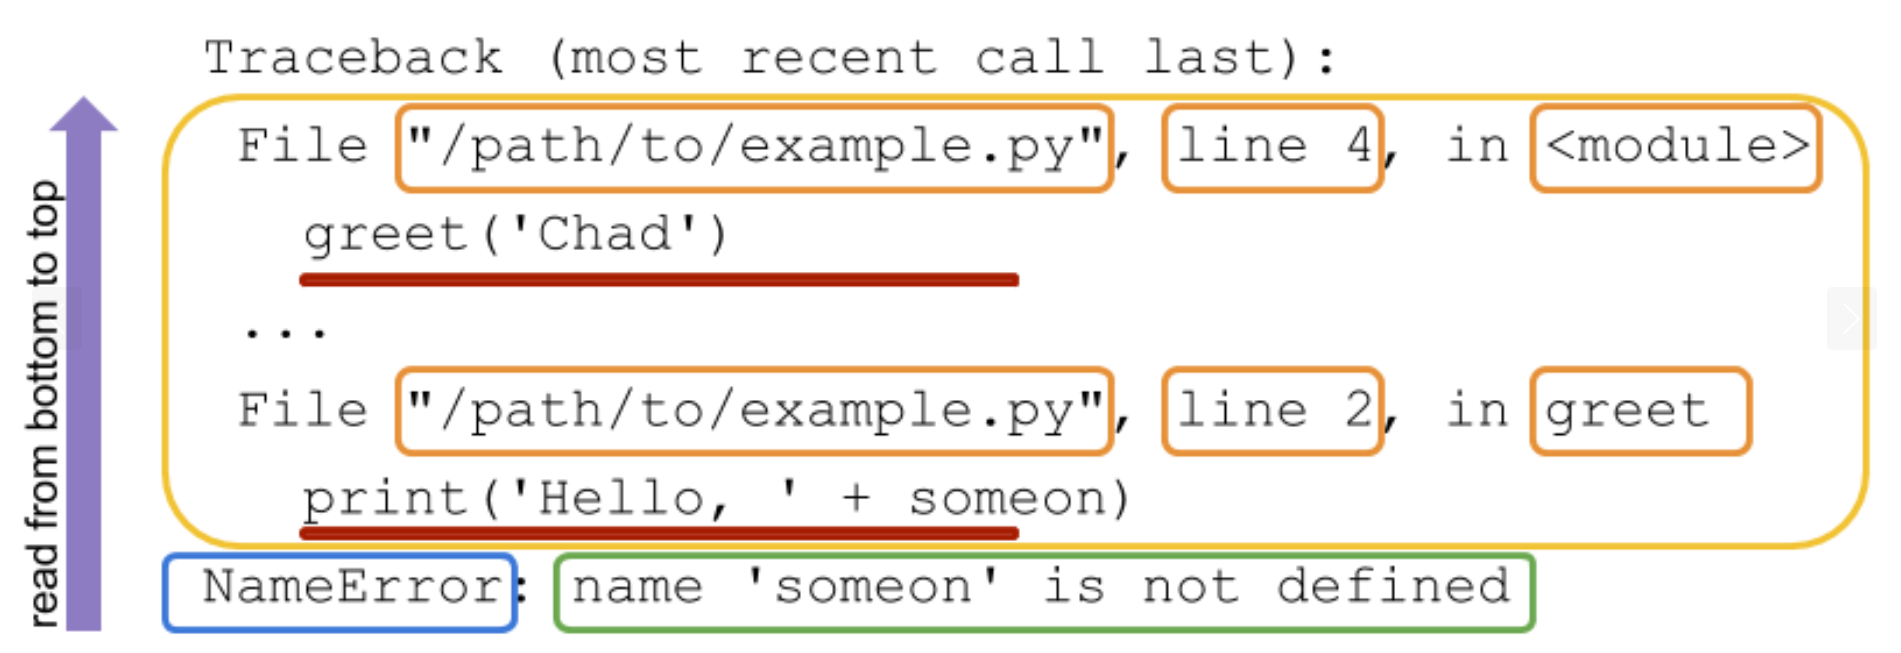 Traceback (most recent call last):
File "/path/to/example.py", line 4, in <module>
greet('Chad')
...
File "/path/to/example.py", line 2, in greet
print('Hello, ' + someon)
NameError: name 'someon' is not defined
read from bottom to top